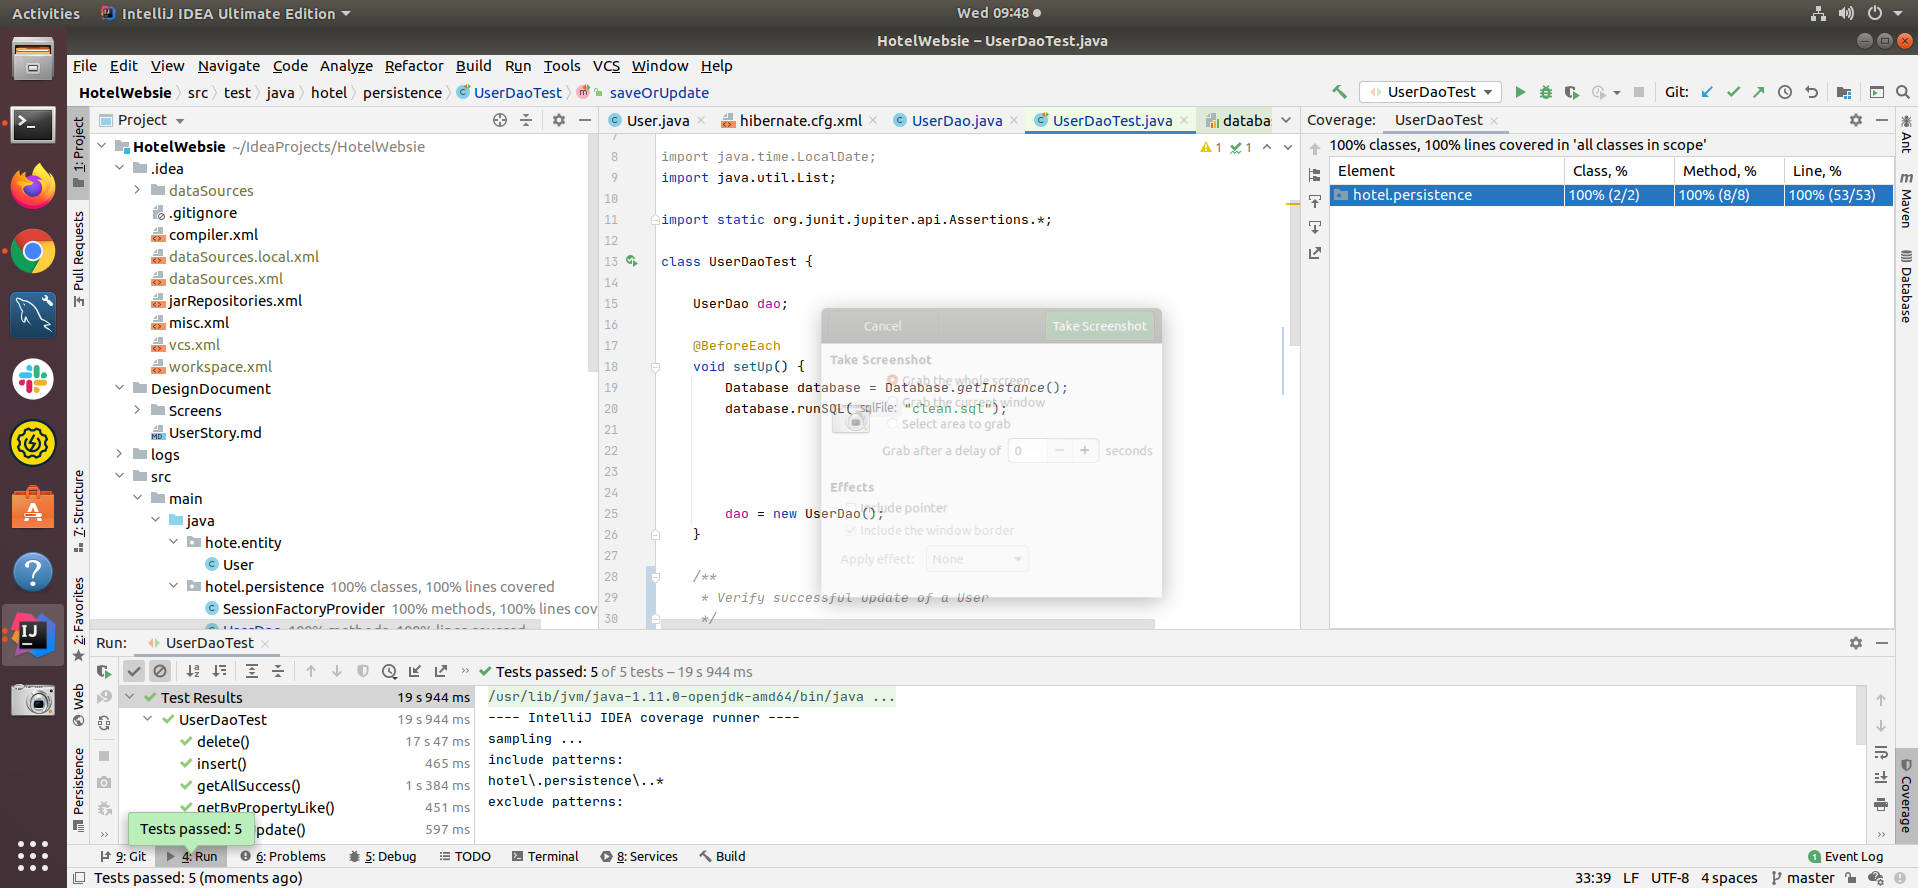 Activities IntelliJ IDEA Ultimate Edition Wed 09:48
HotelWebsie – UserDaoTest.java
File Edit View Navigate Code Analyze Refactor Build Run Tools VCS Window Help
HotelWebsie src test java hotel persistence UserDaoTest saveOrUpdate UserDaoTest Git:
1: Project
Pull Requests
7: Structure
2: Favorites
Web
Persistence
Project
HotelWebsie ~/IdeaProjects/HotelWebsie
.idea
dataSources
.gitignore
compiler.xml
dataSources.local.xml
dataSources.xml
jarRepositories.xml
misc.xml
vcs.xml
workspace.xml
DesignDocument
Screens
UserStory.md
logs
src
main
java
hote.entity
User
hotel.persistence 100% classes, 100% lines covered
SessionFactoryProvider 100% methods, 100% lines cov
UserDao 100% methods, 100% lines covered
User.java hibernate.cfg.xml UserDao.java UserDaoTest.java databa
1 1
7
8 import java.time.LocalDate;
9 import java.util.List;
10
11 import static org.junit.jupiter.api.Assertions.*;
12
13 class UserDaoTest {
14
15 UserDao dao;
16
17 @BeforeEach
18 void setUp() {
19 Database database = Database.getInstance();
20 database.runSQL( sqlFile: "clean.sql");
21
22
23
24
25 dao = new UserDao();
26 }
27
28 /**
29 * Verify successful update of a User
30 */
Cancel Take Screenshot
Take Screenshot
Grab the whole screen
Grab the current window
Select area to grab
Grab after a delay of 0 − + seconds
Effects
Include pointer
Include the window border
Apply effect: None
Coverage: UserDaoTest
100% classes, 100% lines covered in 'all classes in scope'
Element Class, % Method, % Line, %
hotel.persistence 100% (2/2) 100% (8/8) 100% (53/53)
Ant
Maven
Database
Coverage
Run: UserDaoTest
Tests passed: 5 of 5 tests – 19 s 944 ms
Test Results 19 s 944 ms
UserDaoTest 19 s 944 ms
delete() 17 s 47 ms
insert() 465 ms
getAllSuccess() 1 s 384 ms
getByPropertyLike() 451 ms
pdate() 597 ms
Tests passed: 5
/usr/lib/jvm/java-1.11.0-openjdk-amd64/bin/java ...
---- IntelliJ IDEA coverage runner ----
sampling ...
include patterns:
hotel\.persistence\..*
exclude patterns:
9: Git 4: Run 6: Problems 5: Debug TODO Terminal 8: Services Build 1 Event Log
Tests passed: 5 (moments ago) 33:39 LF UTF-8 4 spaces master